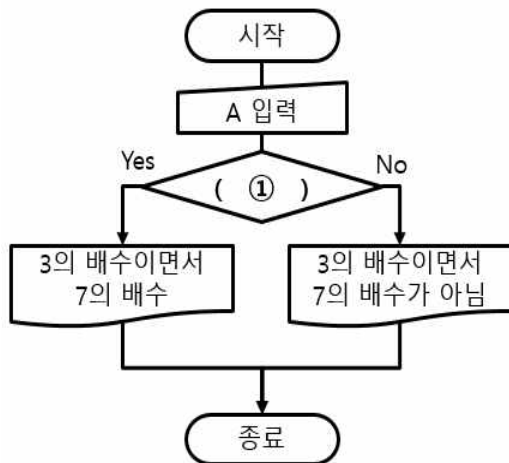 시작
A 입력
Yes
No
( ① )
3의 배수이면서
7의 배수
3의 배수이면서
7의 배수가 아님
종료